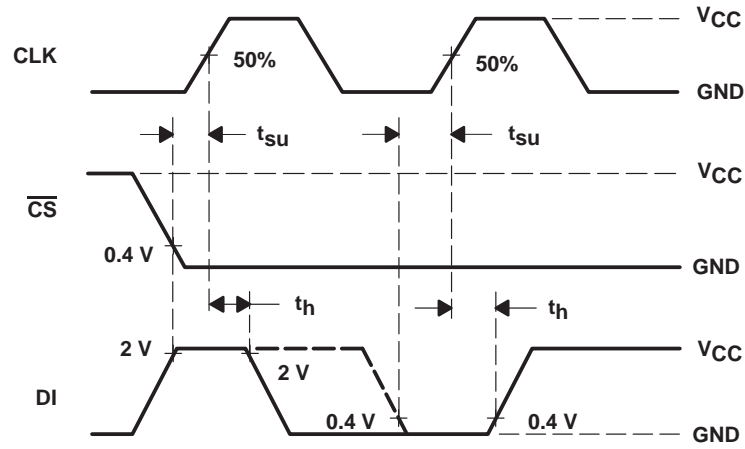 VCC
CLK
50%
50%
GND
tsu
tsu
VCC
CS
0.4 V
GND
th
th
2 V
VCC
2 V
DI
0.4 V
0.4 V
GND